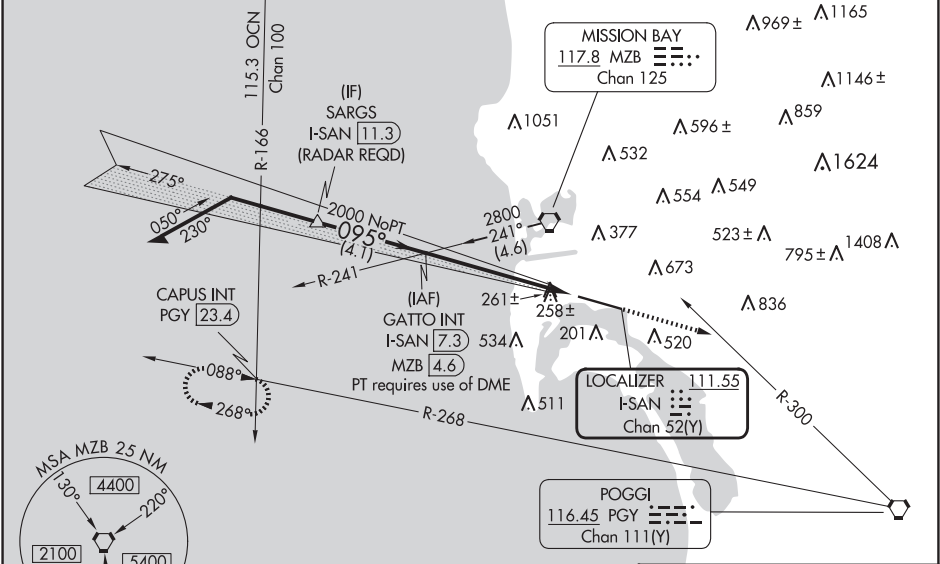 115.3 OCN
Chan 100
R-166
(IF)
SARGS
I-SAN 11.3
(RADAR REQD)
MISSION BAY
117.8 MZB
Chan 125
969±
1165
1146±
859
1051
596±
532
1624
554
549
377
523±
795±
1408
673
836
275°
050°
230°
2000 NoPT
095°
(4.1)
2800
241°
(4.6)
R-241
261±
258±
534
201
520
511
(IAF)
GATTO INT
I-SAN 7.3
MZB 4.6
PT requires use of DME
CAPUS INT
PGY 23.4
088°
268°
R-268
LOCALIZER 111.55
I-SAN
Chan 52(Y)
R-300
POGGI
116.45 PGY
Chan 111(Y)
MSA MZB 25 NM
130°
4400
220°
2100
5400